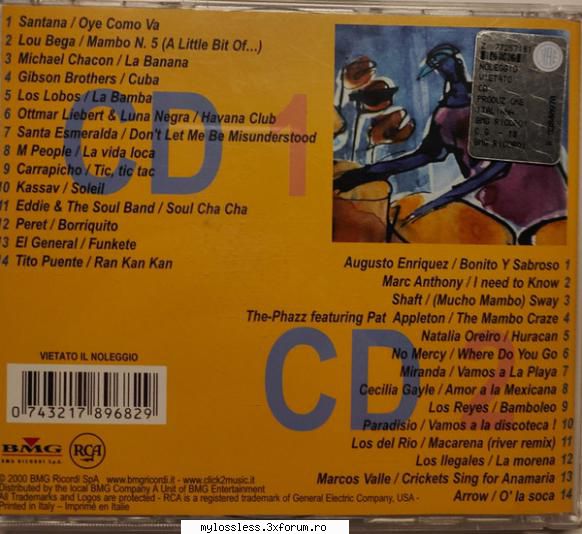 1 Santana / Oye Como Va
2 Lou Bega / Mambo N. 5 (A Little Bit Of...)
3 Michael Chacon / La Banana
4 Gibson Brothers / Cuba
5 Los Lobos / La Bamba
6 Ottmar Liebert & Luna Negra / Havana Club
7 Santa Esmeralda / Don't Let Me Be Misunderstood
8 M People / La vida loca
9 Carrapicho / Tic, tic tac
10 Kassav / Soleil
11 Eddie & The Soul Band / Soul Cha Cha
12 Peret / Borriquito
13 El General / Funkete
14 Tito Puente / Ran Kan Kan
CD 1
NOLEGGIO
VIETATO
CD.
ITALIANA
BMG RICORDI
BMG RICORDI
Augusto Enriquez / Bonito Y Sabroso 1
Marc Anthony / I need to Know 2
Shaft / (Mucho Mambo) Sway 3
The-Phazz featuring Pat Appleton / The Mambo Craze 4
Natalia Oreiro / Huracan 5
No Mercy / Where Do You Go 6
Miranda / Vamos a La Playa 7
Cecilia Gayle / Amor a la Mexicana 8
Los Reyes / Bamboleo 9
Paradisio / Vamos a la discoteca ! 10
Los del Rio / Macarena (river remix) 11
Los Ilegales / La morena 12
Marcos Valle / Crickets Sing for Anamaria 13
Arrow / O' la soca 14
CD 2
VIETATO IL NOLEGGIO
0 743217 896829
BMG
BMG RICORDI S.p.A.
RCA
© 2000 BMG Ricordi SpA - www.bmgricordi.it - www.click2music.it
Distributed by the local BMG Company A Unit of BMG Entertainment
All Trademarks and Logos are protected - RCA is a registered trademark of General Electric Company, USA -
Printed in Italy – Imprimé en Italie
mylossless.3xforum.ro